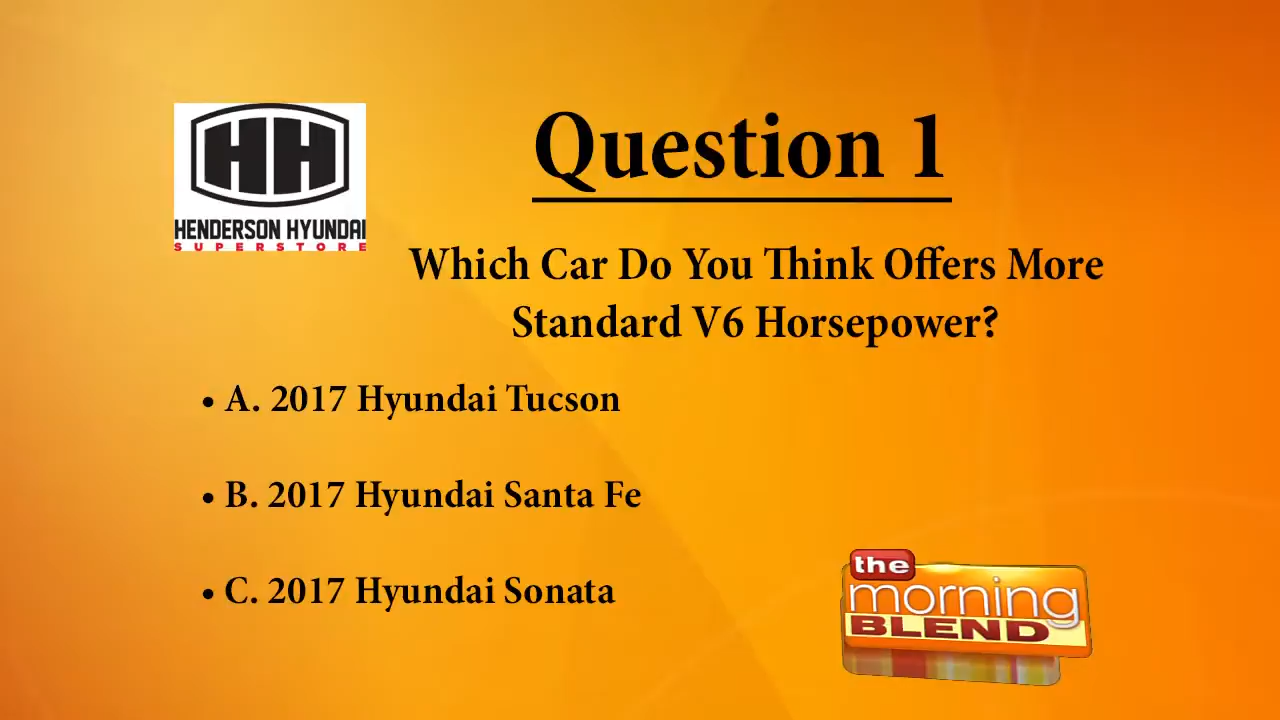 HH
HENDERSON HYUNDAI
SUPERSTORE
Question 1
Which Car Do You Think Offers More
Standard V6 Horsepower?
• A. 2017 Hyundai Tucson
• B. 2017 Hyundai Santa Fe
• C. 2017 Hyundai Sonata
the
morning
BLEND